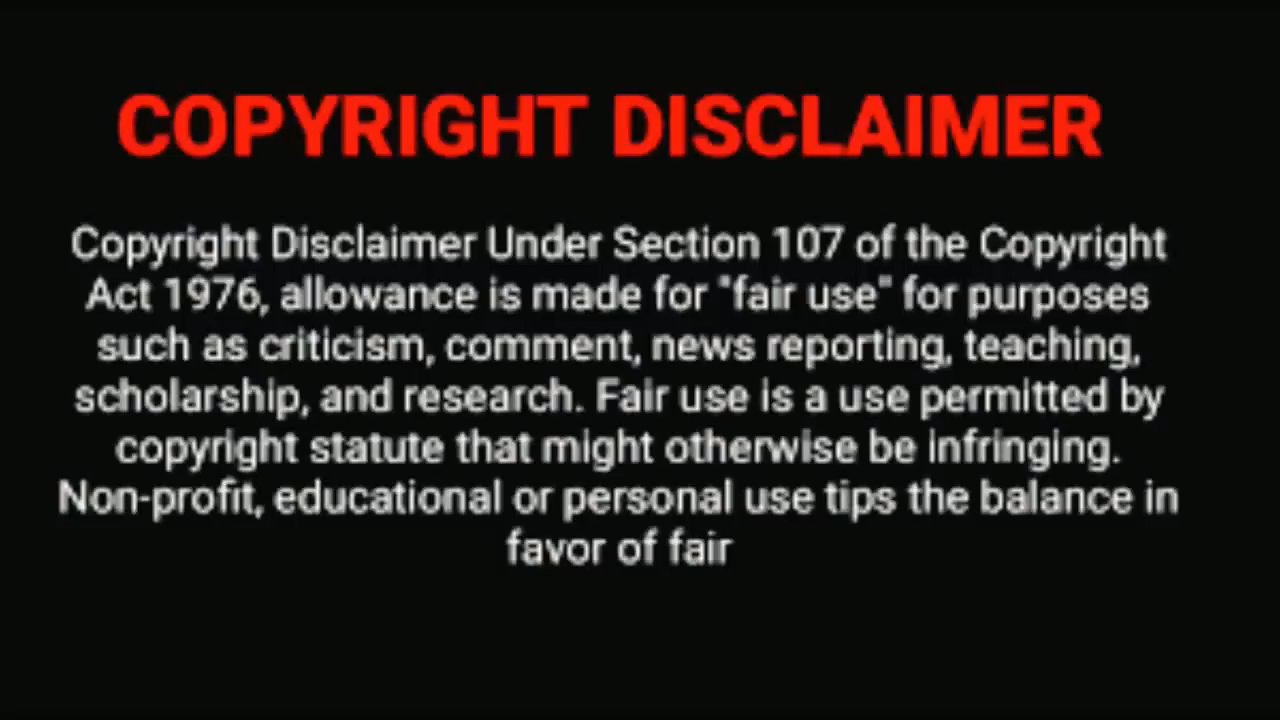 COPYRIGHT DISCLAIMER
Copyright Disclaimer Under Section 107 of the Copyright
Act 1976, allowance is made for "fair use" for purposes
such as criticism, comment, news reporting, teaching,
scholarship, and research. Fair use is a use permitted by
copyright statute that might otherwise be infringing.
Non-profit, educational or personal use tips the balance in
favor of fair